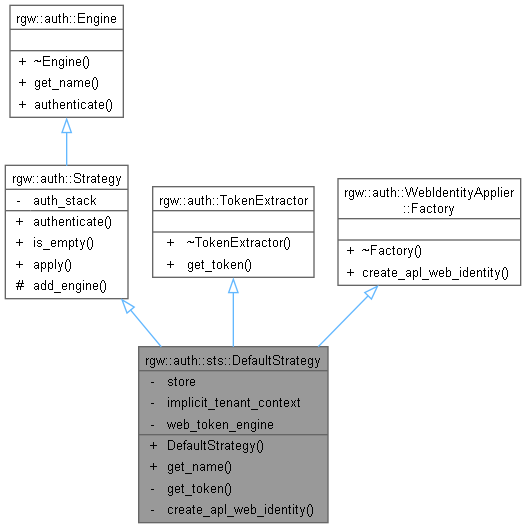 rgw::auth::Engine
+ ~Engine()
+ get_name()
+ authenticate()
rgw::auth::Strategy
- auth_stack
+ authenticate()
+ is_empty()
+ apply()
# add_engine()
rgw::auth::TokenExtractor
+ ~TokenExtractor()
+ get_token()
rgw::auth::WebIdentityApplier
::Factory
+ ~Factory()
+ create_apl_web_identity()
rgw::auth::sts::DefaultStrategy
- store
- implicit_tenant_context
- web_token_engine
+ DefaultStrategy()
+ get_name()
- get_token()
- create_apl_web_identity()